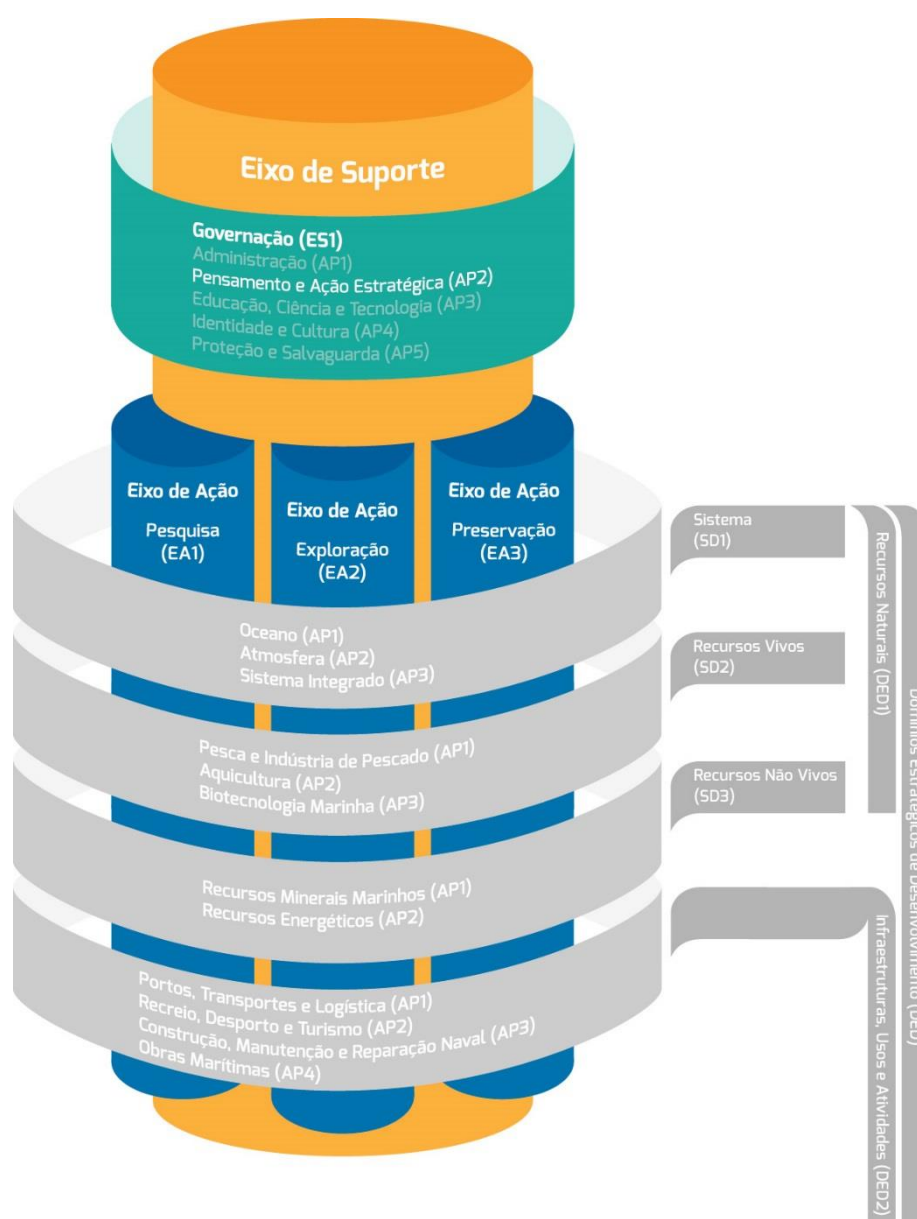 Eixo de Suporte
Governação (ES1)
Administração (AP1)
Pensamento e Ação Estratégica (AP2)
Educação, Ciência e Tecnologia (AP3)
Identidade e Cultura (AP4)
Proteção e Salvaguarda (AP5)
Eixo de Ação
Pesquisa
(EA1)
Eixo de Ação
Exploração
(EA2)
Eixo de Ação
Preservação
(EA3)
Oceano (AP1)
Atmosfera (AP2)
Sistema Integrado (AP3)
Pesca e Indústria de Pescado (AP1)
Aquicultura (AP2)
Biotecnologia Marinha (AP3)
Recursos Minerais Marinhos (AP1)
Recursos Energéticos (AP2)
Portos, Transportes e Logística (AP1)
Recreio, Desporto e Turismo (AP2)
Construção, Manutenção e Reparação Naval (AP3)
Obras Marítimas (AP4)
Sistema
(SD1)
Recursos Vivos
(SD2)
Recursos Não Vivos
(SD3)
Recursos Naturais (DED1)
Infraestruturas, Usos e Atividades (DED2)
Domínios Estratégicos de Desenvolvimento (DED)